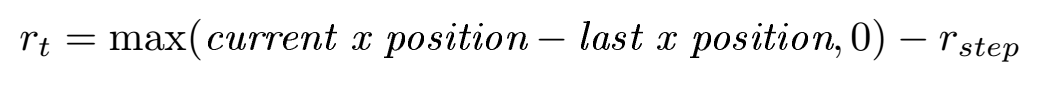 r_t = max(current x position − last x position, 0) − r_step